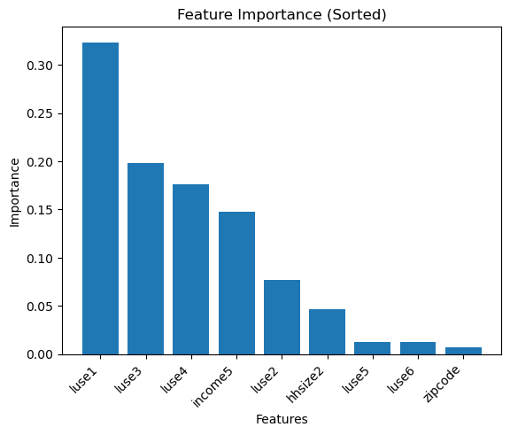 Feature Importance (Sorted)
Importance
0.30
0.25
0.20
0.15
0.10
0.05
0.00
luse1
luse3
luse4
income5
luse2
hhsize2
luse5
luse6
zipcode
Features